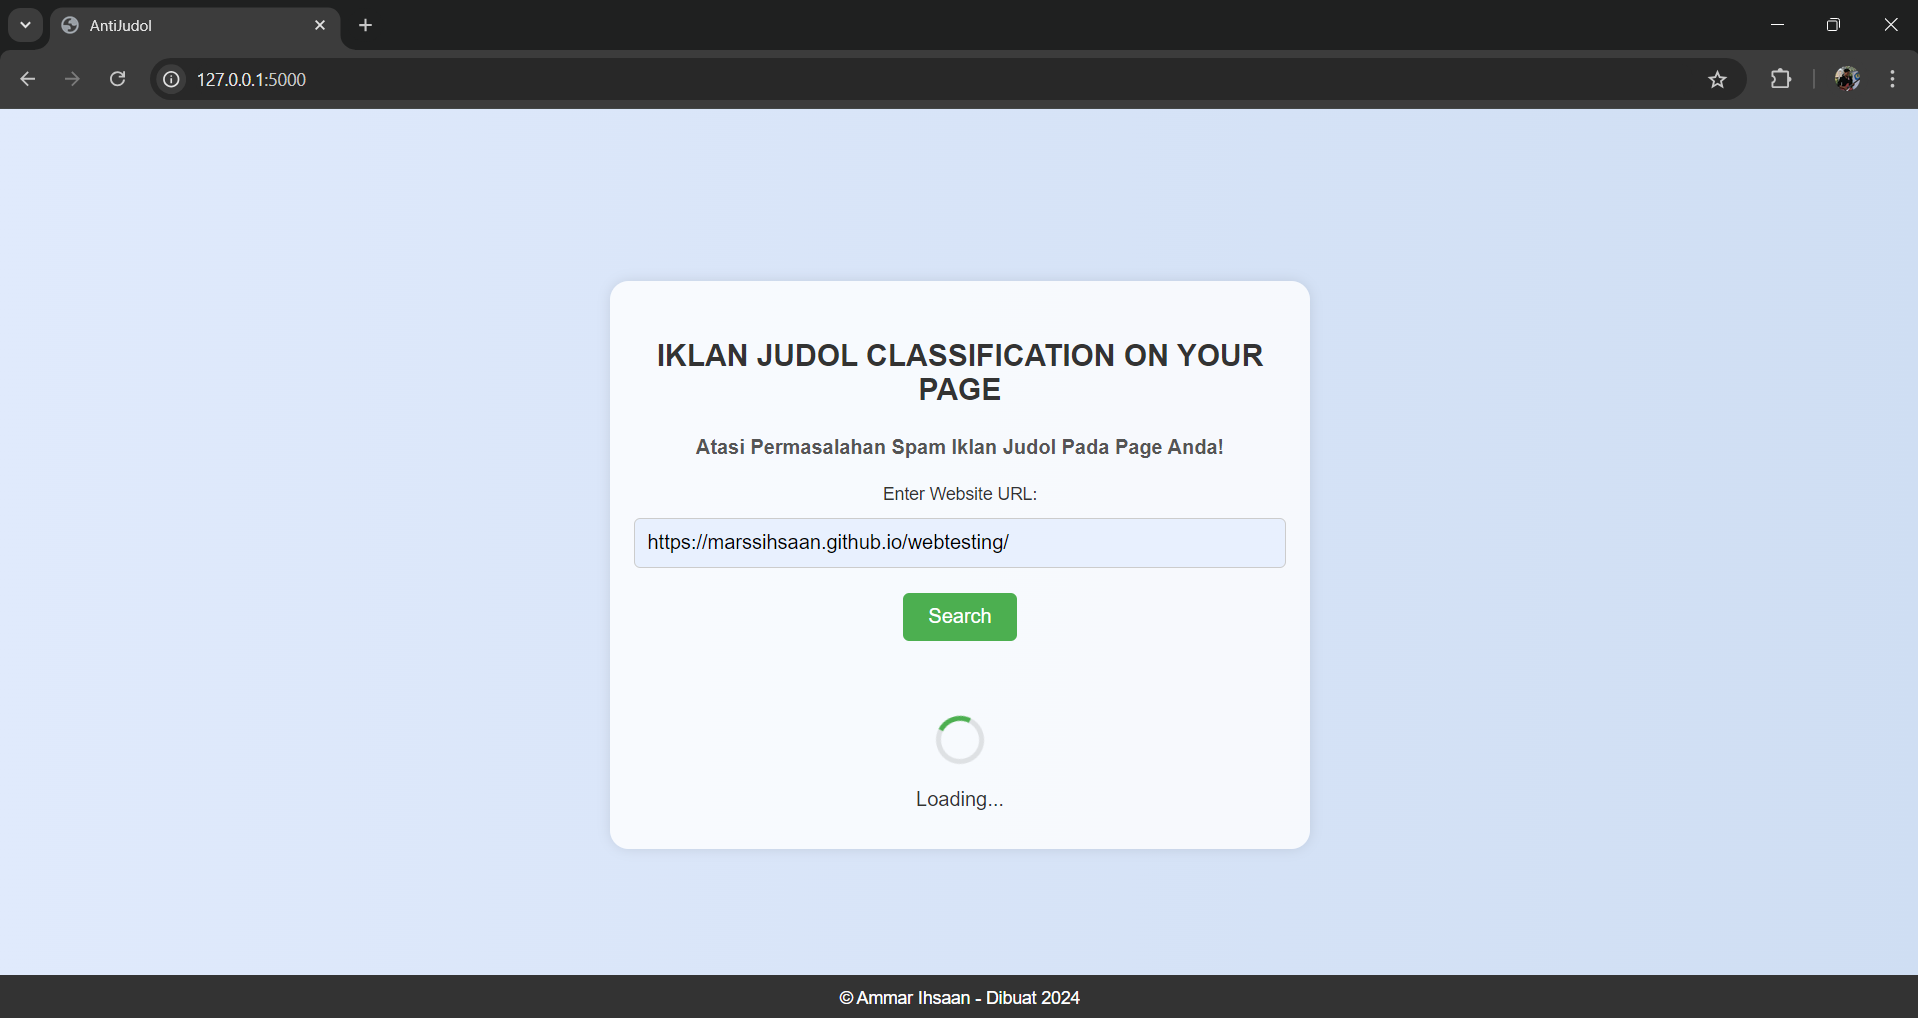 AntiJudol
127.0.0.1:5000
IKLAN JUDOL CLASSIFICATION ON YOUR
PAGE
Atasi Permasalahan Spam Iklan Judol Pada Page Anda!
Enter Website URL:
https://marssihsaan.github.io/webtesting/
Search
Loading...
© Ammar Ihsaan - Dibuat 2024